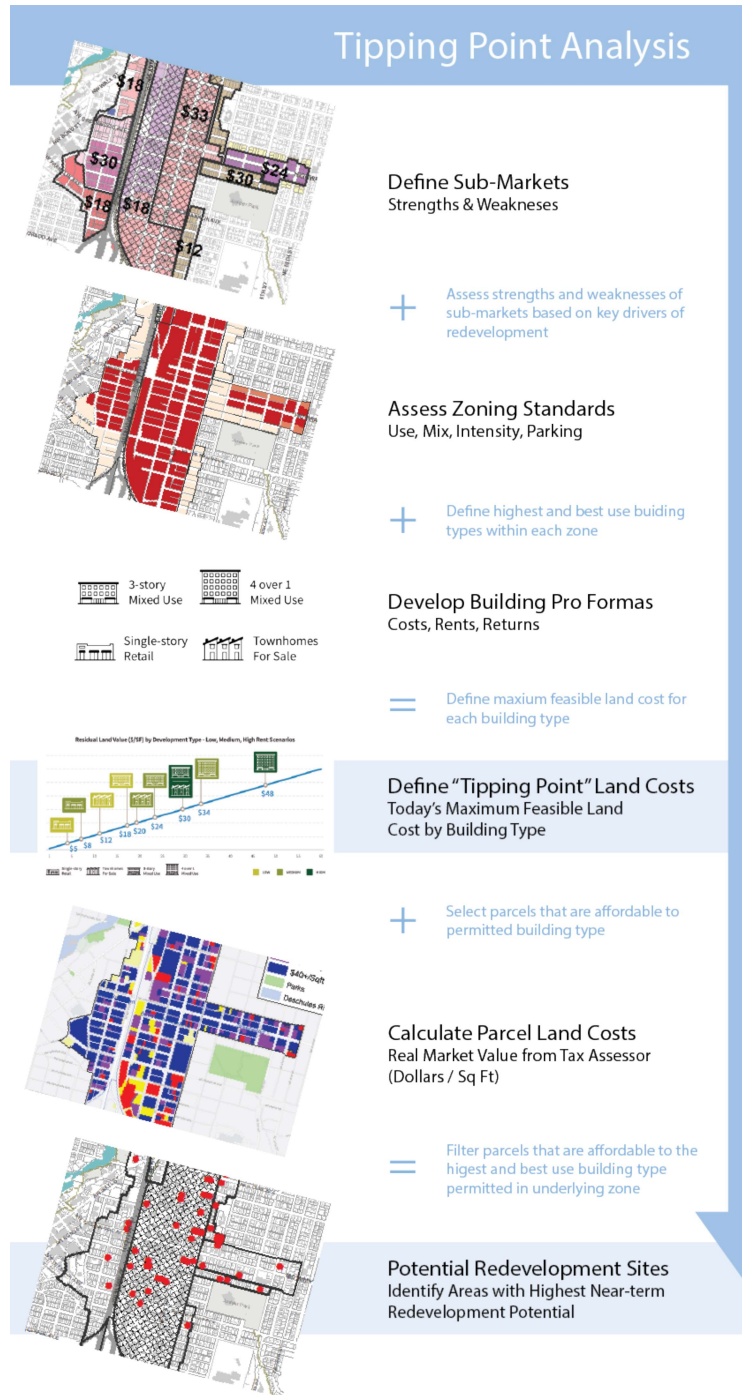 Tipping Point Analysis
$18
$33
$30
$24
$30
$18
$18
$12
Define Sub-Markets
Strengths & Weakneses
+
Assess strengths and weaknesses of
sub-markets based on key drivers of
redevelopment
Assess Zoning Standards
Use, Mix, Intensity, Parking
+
Define highest and best use buiding
types within each zone
3-story
Mixed Use
4 over 1
Mixed Use
Single-story
Retail
Townhomes
For Sale
Develop Building Pro Formas
Costs, Rents, Returns
=
Define maxium feasible land cost for
each building type
Residual Land Value ($/SF) by Development Type - Low, Medium, High Rent Scenarios
$5
$8
$12
$18
$20
$24
$30
$34
$48
Define “Tipping Point” Land Costs
Today’s Maximum Feasible Land
Cost by Building Type
+
Select parcels that are affordable to
permitted building type
$40+/Sqft
Parks
Deschutes Ri
Calculate Parcel Land Costs
Real Market Value from Tax Assessor
(Dollars / Sq Ft)
=
Filter parcels that are affordable to the
higest and best use building type
permitted in underlying zone
Potential Redevelopment Sites
Identify Areas with Highest Near-term
Redevelopment Potential